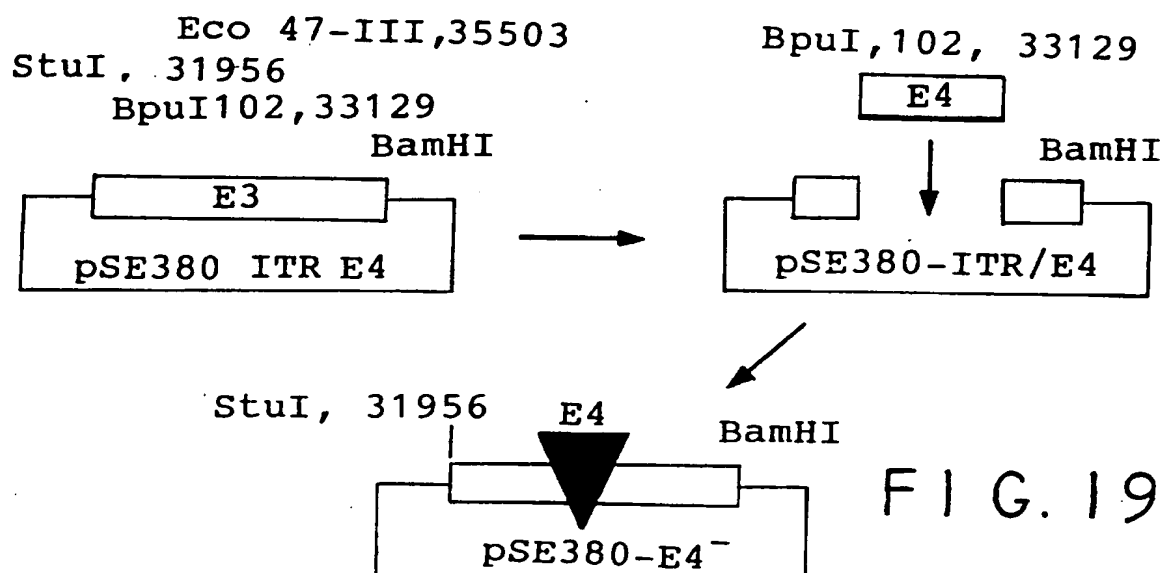 Eco 47-III,35503
StuI, 31956
BpuI102,33129
BamHI
E3
pSE380 ITR E4
BpuI,102, 33129
E4
BamHI
pSE380-ITR/E4
StuI, 31956
E4
BamHI
pSE380-E4⁻
FIG. 19